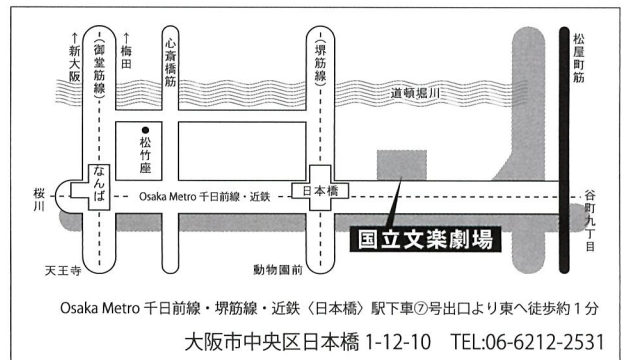 ↑新大阪
(御堂筋線)
↑梅田
心斎橋筋
(堺筋線)
松屋町筋
道頓堀川
●松竹座
なんば
日本橋
桜川
Osaka Metro 千日前線・近鉄
谷町九丁目
国立文楽劇場
天王寺
動物園前
Osaka Metro 千日前線・堺筋線・近鉄〈日本橋〉駅下車⑦号出口より東へ徒歩約1分
大阪市中央区日本橋 1-12-10 TEL:06-6212-2531